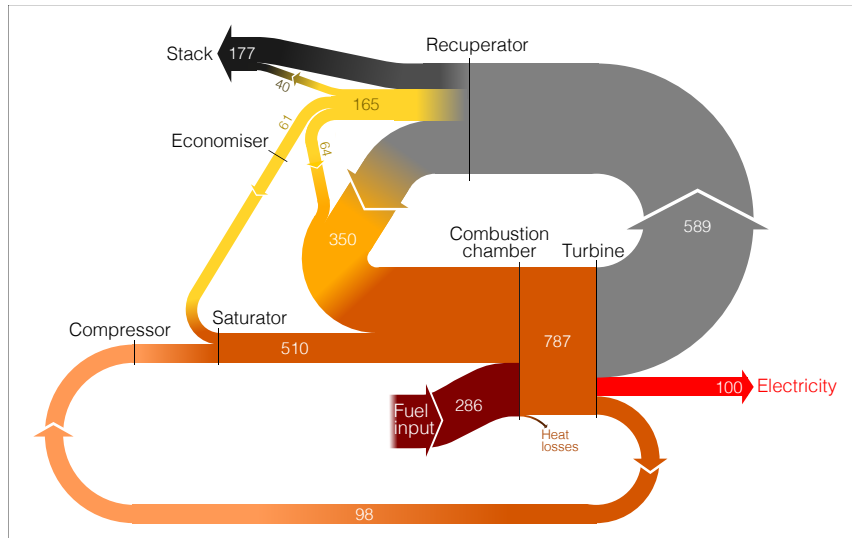 Recuperator
Stack
177
40
165
61
64
Economiser
350
589
Combustion
chamber
Turbine
Compressor
Saturator
510
787
Fuel
input
286
100
Electricity
Heat
losses
98